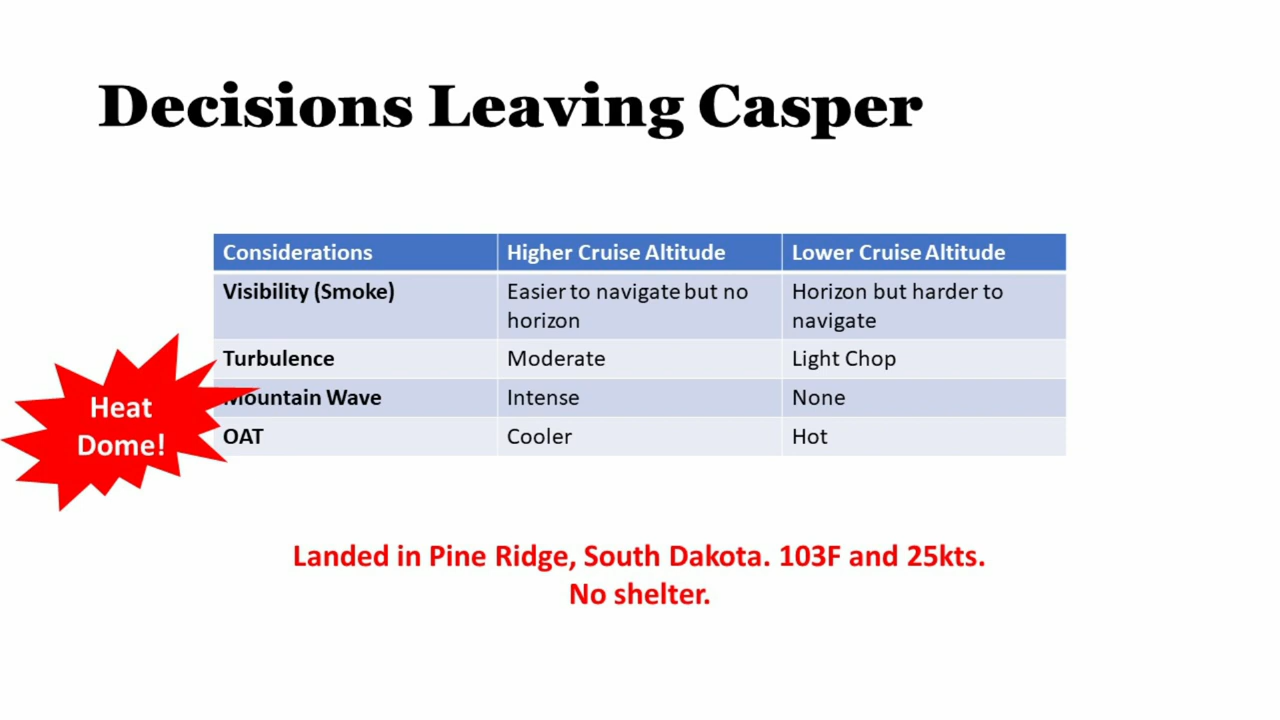 Decisions Leaving Casper
Considerations Higher Cruise Altitude Lower Cruise Altitude
Visibility (Smoke) Easier to navigate but no horizon Horizon but harder to navigate
Turbulence Moderate Light Chop
Mountain Wave Intense None
OAT Cooler Hot
Heat
Dome!
Landed in Pine Ridge, South Dakota. 103F and 25kts.
No shelter.